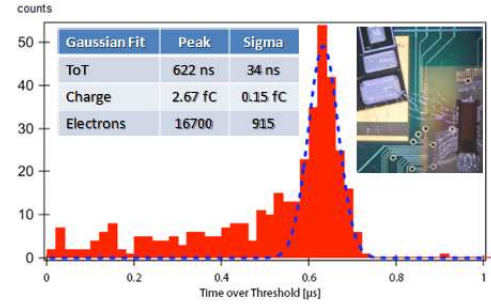 counts
Gaussian Fit Peak Sigma
ToT 622 ns 34 ns
Charge 2.67 fC 0.15 fC
Electrons 16700 915
50
40
30
20
10
0
0 0.2 0.4 0.6 0.8 1
Time over Threshold [µs]